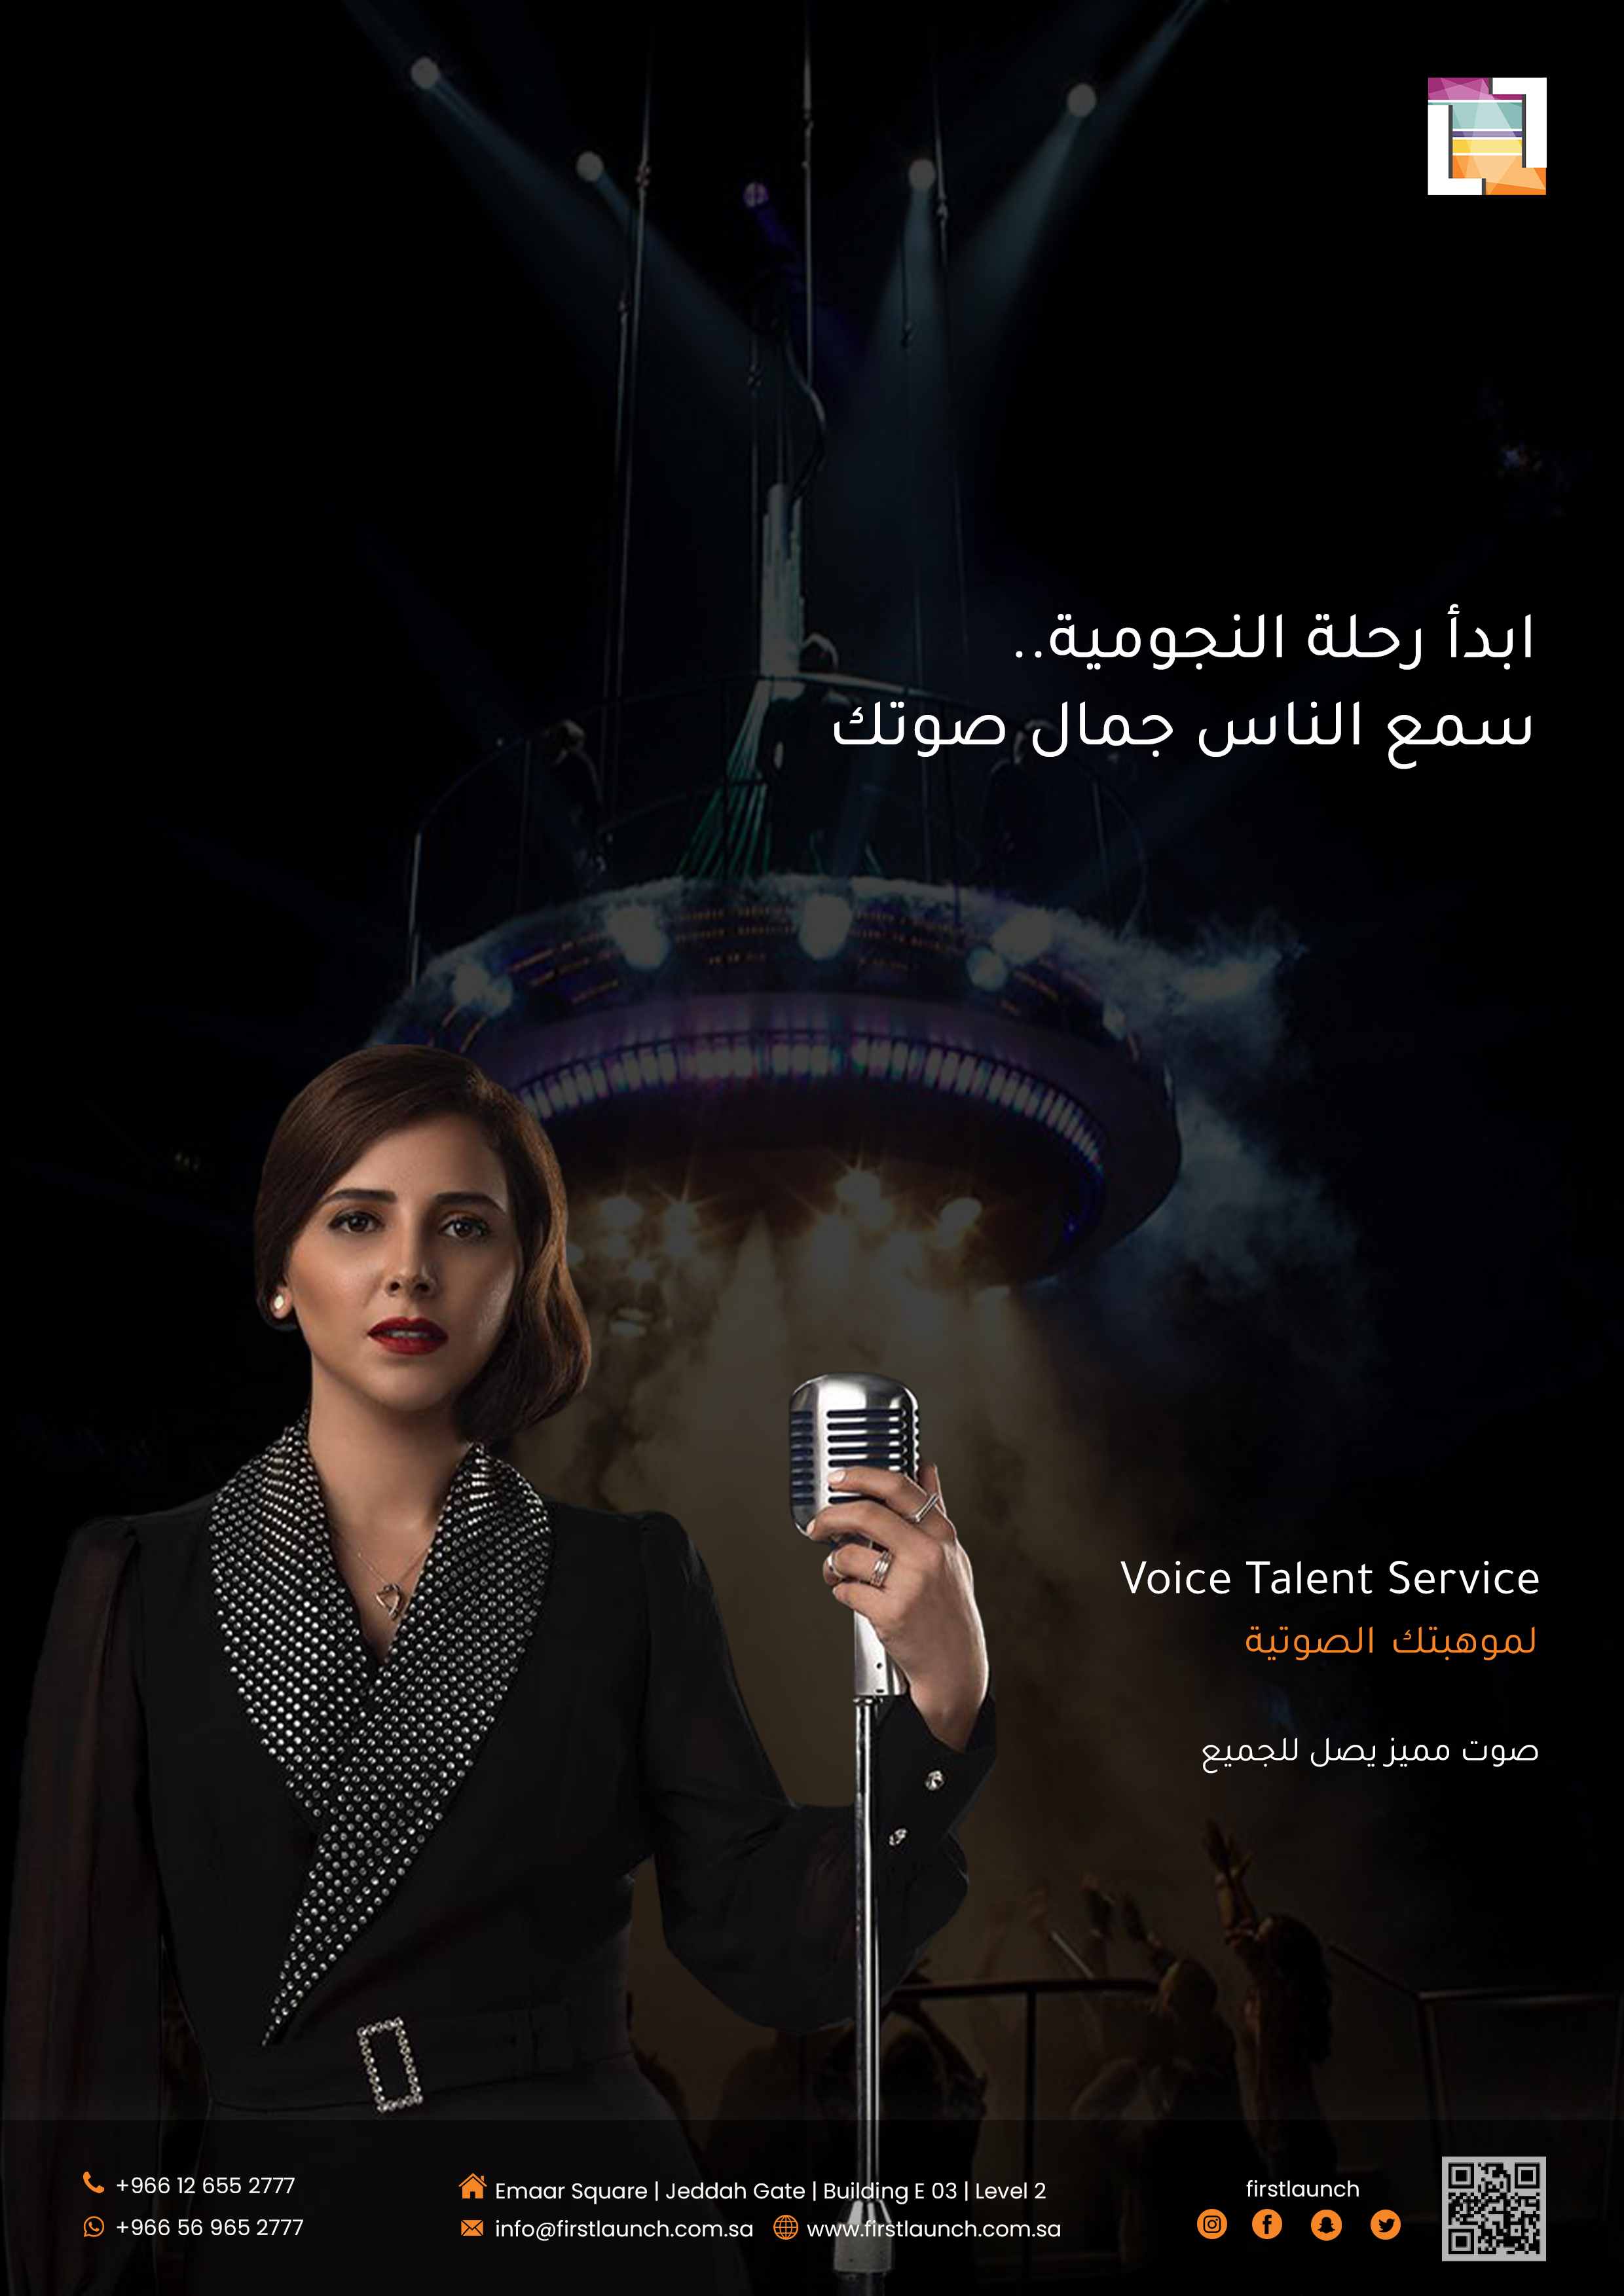 ابدأ رحلة النجومية..
سمع الناس جمال صوتك
Voice Talent Service
لموهبتك الصوتية
صوت مميز يصل للجميع
+966 12 655 2777
+966 56 965 2777
Emaar Square | Jeddah Gate | Building E 03 | Level 2
info@firstlaunch.com.sa www.firstlaunch.com.sa
firstlaunch